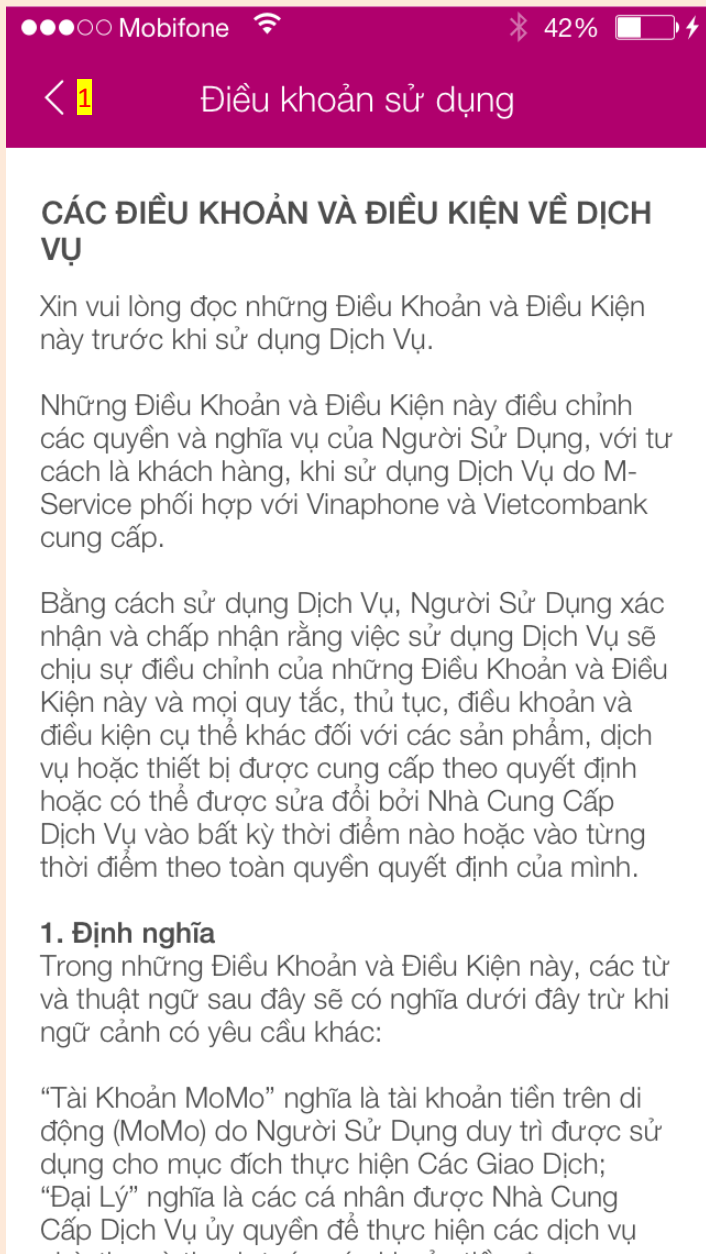 Mobifone 42%
1 Điều khoản sử dụng
CÁC ĐIỀU KHOẢN VÀ ĐIỀU KIỆN VỀ DỊCH
VỤ
Xin vui lòng đọc những Điều Khoản và Điều Kiện
này trước khi sử dụng Dịch Vụ.
Những Điều Khoản và Điều Kiện này điều chỉnh
các quyền và nghĩa vụ của Người Sử Dụng, với tư
cách là khách hàng, khi sử dụng Dịch Vụ do M-
Service phối hợp với Vinaphone và Vietcombank
cung cấp.
Bằng cách sử dụng Dịch Vụ, Người Sử Dụng xác
nhận và chấp nhận rằng việc sử dụng Dịch Vụ sẽ
chịu sự điều chỉnh của những Điều Khoản và Điều
Kiện này và mọi quy tắc, thủ tục, điều khoản và
điều kiện cụ thể khác đối với các sản phẩm, dịch
vụ hoặc thiết bị được cung cấp theo quyết định
hoặc có thể được sửa đổi bởi Nhà Cung Cấp
Dịch Vụ vào bất kỳ thời điểm nào hoặc vào từng
thời điểm theo toàn quyền quyết định của mình.
1. Định nghĩa
Trong những Điều Khoản và Điều Kiện này, các từ
và thuật ngữ sau đây sẽ có nghĩa dưới đây trừ khi
ngữ cảnh có yêu cầu khác:
“Tài Khoản MoMo” nghĩa là tài khoản tiền trên di
động (MoMo) do Người Sử Dụng duy trì được sử
dụng cho mục đích thực hiện Các Giao Dịch;
“Đại Lý” nghĩa là các cá nhân được Nhà Cung
Cấp Dịch Vụ ủy quyền để thực hiện các dịch vụ